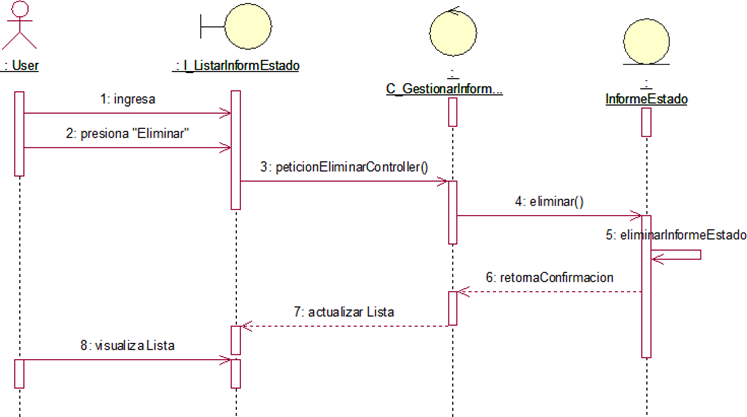 : User
: I_ListarInformEstado
:
C_GestionarInform...
:
InformeEstado
1: ingresa
2: presiona "Eliminar"
3: peticionEliminarController()
4: eliminar()
5: eliminarInformeEstado
6: retornaConfirmacion
7: actualizar Lista
8: visualiza Lista